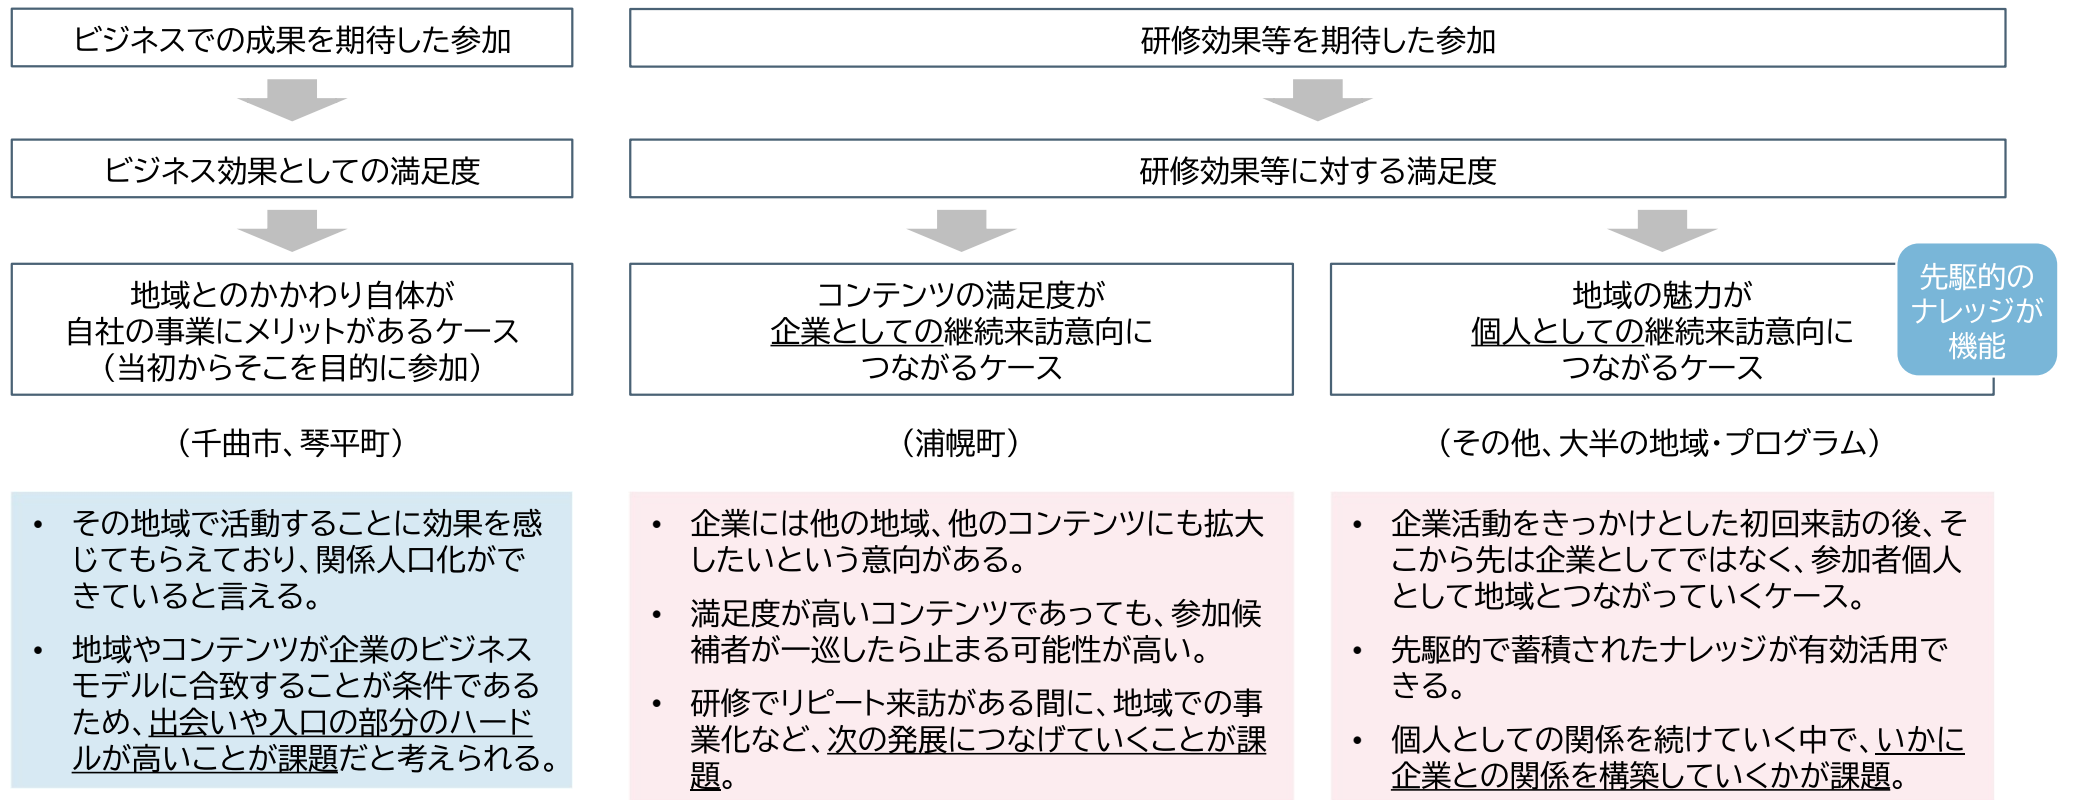 ビジネスでの成果を期待した参加
研修効果等を期待した参加
ビジネス効果としての満足度
研修効果等に対する満足度
地域とのかかわり自体が
自社の事業にメリットがあるケース
（当初からそこを目的に参加）
コンテンツの満足度が
企業としての継続来訪意向に
つながるケース
地域の魅力が
個人としての継続来訪意向に
つながるケース
先駆的の
ナレッジが
機能
（千曲市、琴平町）
（浦幌町）
（その他、大半の地域・プログラム）
• その地域で活動することに効果を感
じてもらえており、関係人口化がで
きていると言える。
• 地域やコンテンツが企業のビジネス
モデルに合致することが条件である
ため、出会いや入口の部分のハード
ルが高いことが課題だと考えられる。
• 企業には他の地域、他のコンテンツにも拡大
したいという意向がある。
• 満足度が高いコンテンツであっても、参加候
補者が一巡したら止まる可能性が高い。
• 研修でリピート来訪がある間に、地域での事
業化など、次の発展につなげていくことが課
題。
• 企業活動をきっかけとした初回来訪の後、そ
こから先は企業としてではなく、参加者個人
として地域とつながっていくケース。
• 先駆的で蓄積されたナレッジが有効活用で
きる。
• 個人としての関係を続けていく中で、いかに
企業との関係を構築していくかが課題。